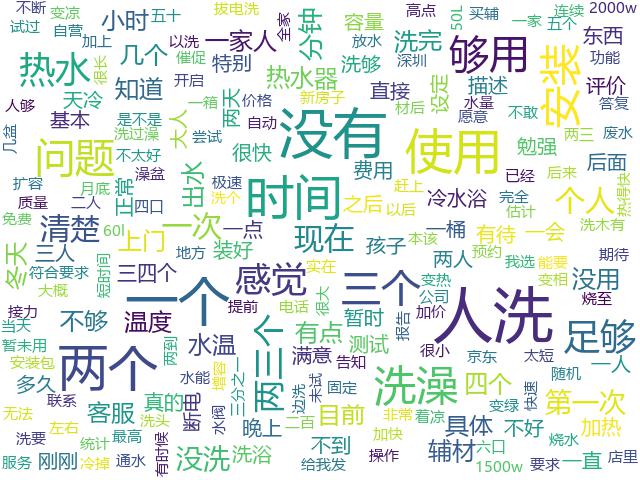 不断
变凉
小时
五十
拔电洗
高点
50L
买辅
连续
2000w
试过
自营
加上
以洗
全家
分钟
容量
放水
深圳
一家
五个
东西
功能
热水
很长
几个
一家人
催促
特别
开启
热水器
洗完
洗够
够用
安装
人够
天冷
知道
一箱
价格
新房子
直接
设定
描述
水量
愿意
评价
答复
几盆
基本
是不是
洗过澡
大人
尝试
两天
自动
没有
材后
不敢
两三
废水
问题
不太好
很快
费用
使用
勉强
后面
扩容
澡盆
出水
极速
洗个
时间
赶上
已经
后来
热得快
质量
月底
正常
四口
之后
以后
冷水浴
完全
估计
个人
免费
二人
60l
一次
一点
一桶
有待
一会
洗木有
清楚
上门
地方
装好
现在
孩子
本该
预约
我选
能要
期待
冬天
三人
短时间
感觉
实在
两人
变热
变相
没用
符合要求
三四个
三个
公司
烧至
大概
一个
提前
电话
很大
报告
加价
人洗
接力
当天
不够
温度
有点
暂时
足够
暂未用
水温
两三个
满意
告知
测试
很小
京东
太短
一人
安装包
两个
两到
增容
三分之一
随机
多久
真的
水能
边洗
未试
固定
洗澡
四个
变绿
快速
第一次
联系
客服
断电
水阀
二百
目前
非常
着凉
无法
左右
洗头
晚上
加快
具体
加热
洗要
统计
最高
有时候
没洗
洗浴
不到
操作
辅材
六口
不好
烧水
服务
刚刚
冷掉
通水
给我发
1500w
要求
一直
店里